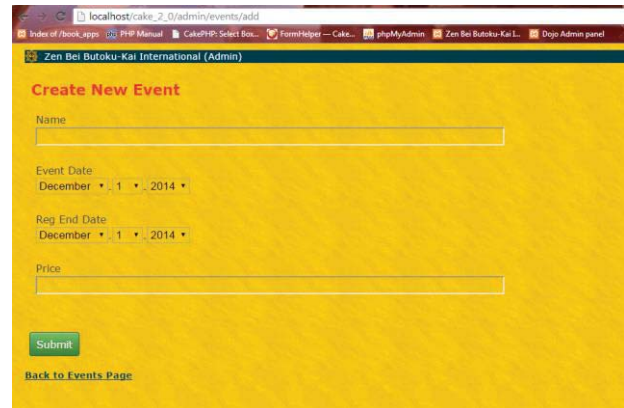 localhost/cake_2_0/admin/events/add
Index of /book_apps PHP Manual CakePHP: Select Box... FormHelper — Cake... phpMyAdmin Zen Bei Butoku-Kai I... Dojo Admin panel
Zen Bei Butoku-Kai International (Admin)
Create New Event
Name
Event Date
December - 1 - 2014
Reg End Date
December - 1 - 2014
Price
Submit
Back to Events Page